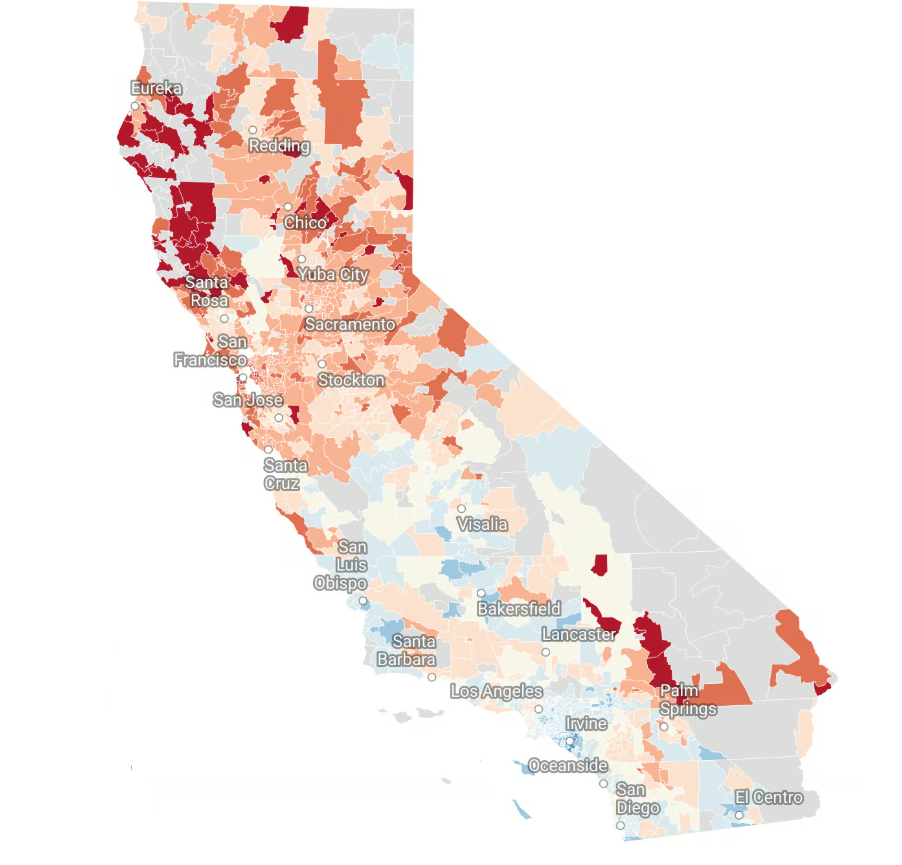 Eureka
Redding
Chico
Yuba City
Santa
Rosa
Sacramento
San
Francisco
Stockton
San Jose
Santa
Cruz
Visalia
San
Luis
Obispo
Bakersfield
Lancaster
Santa
Barbara
Los Angeles
Palm
Springs
Irvine
Oceanside
San
Diego
El Centro